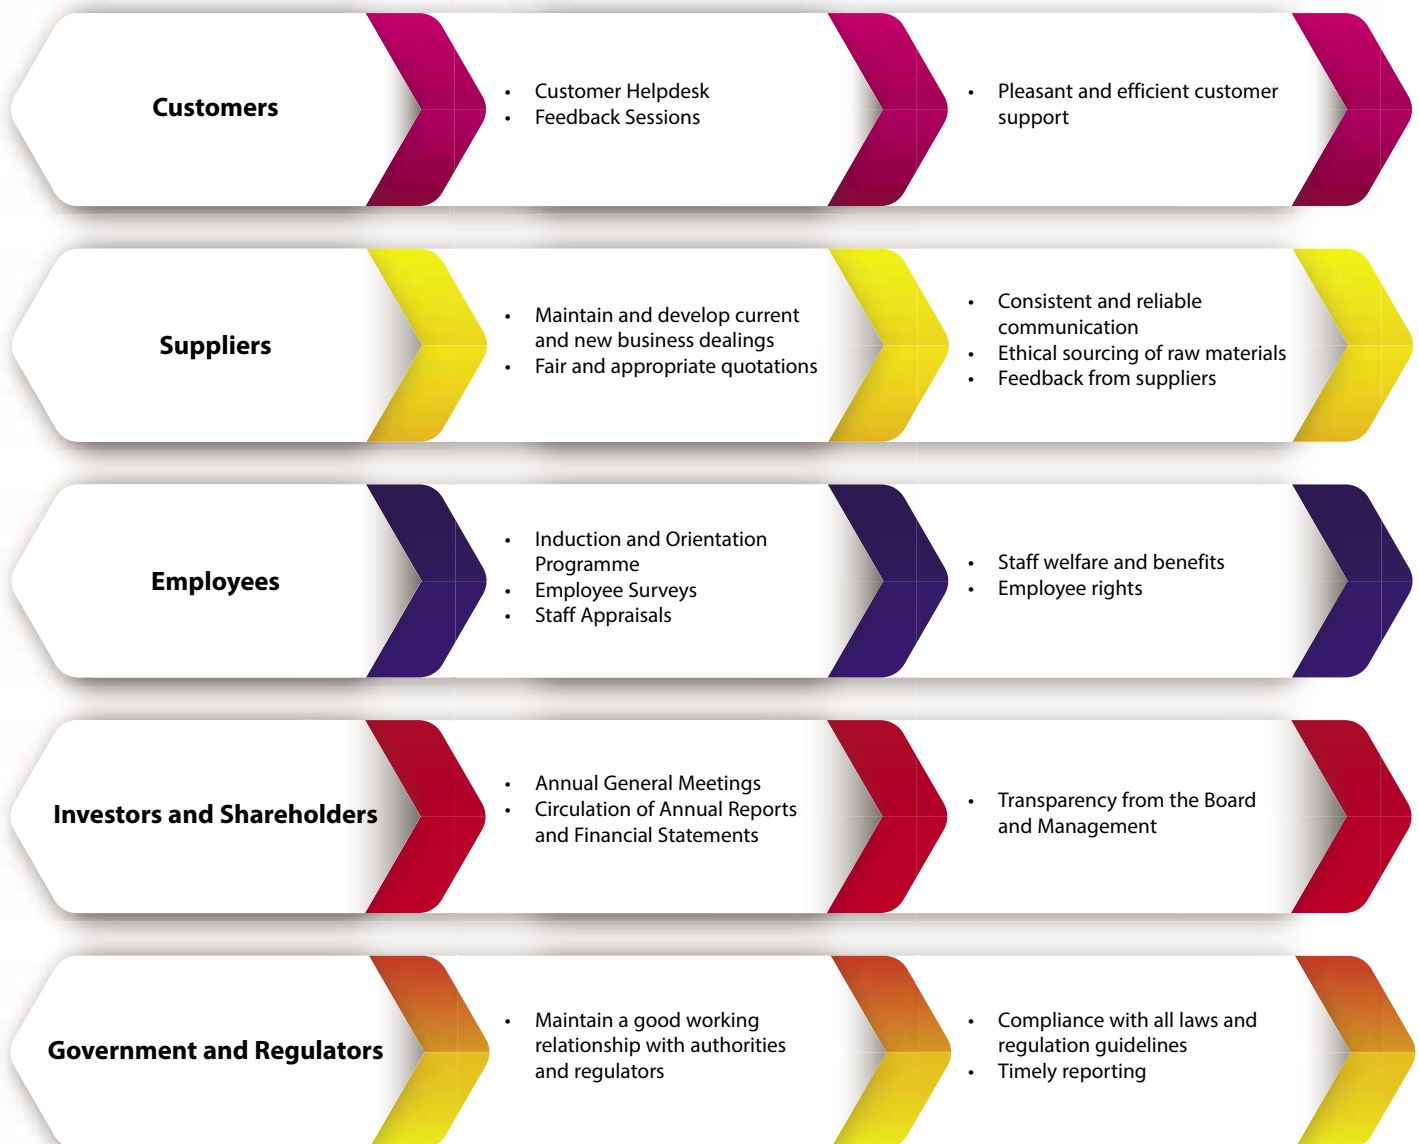 Customers
• Customer Helpdesk
• Feedback Sessions
• Pleasant and efficient customer
support
Suppliers
• Maintain and develop current
and new business dealings
• Fair and appropriate quotations
• Consistent and reliable
communication
• Ethical sourcing of raw materials
• Feedback from suppliers
Employees
• Induction and Orientation
Programme
• Employee Surveys
• Staff Appraisals
• Staff welfare and benefits
• Employee rights
Investors and Shareholders
• Annual General Meetings
• Circulation of Annual Reports
and Financial Statements
• Transparency from the Board
and Management
Government and Regulators
• Maintain a good working
relationship with authorities
and regulators
• Compliance with all laws and
regulation guidelines
• Timely reporting